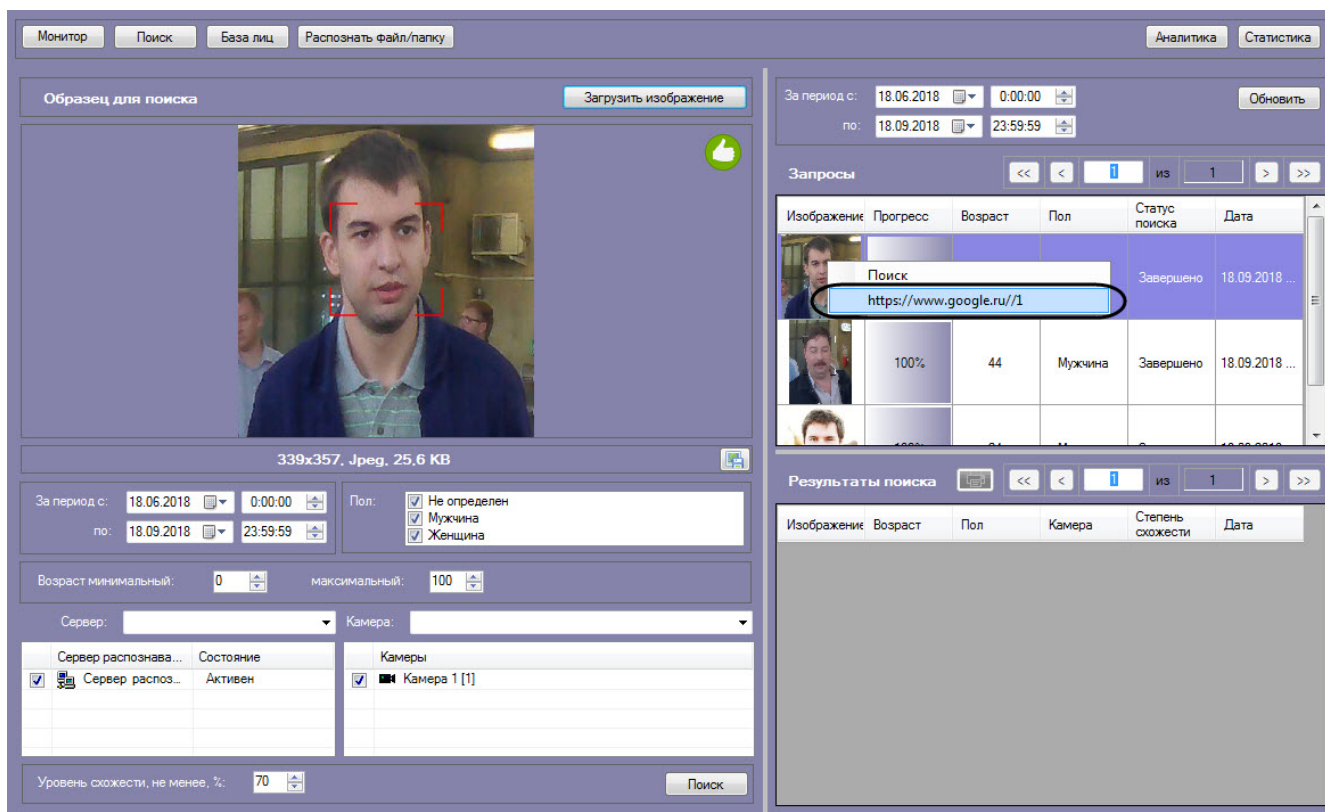 Монитор Поиск База лиц Распознать файл/папку Аналитика Статистика
Образец для поиска Загрузить изображение
339x357, Jpeg, 25,6 KB
За период с: 18.06.2018 0:00:00
по: 18.09.2018 23:59:59
Пол: Не определен
Мужчина
Женщина
Возраст минимальный: 0 максимальный: 100
Сервер: Камера:
Сервер распознава... Состояние
Сервер распоз... Активен
Камеры
Камера 1 [1]
Уровень схожести, не менее, %: 70 Поиск
За период с: 18.06.2018 0:00:00 Обновить
по: 18.09.2018 23:59:59
Запросы << < 1 из 1 > >>
Изображение Прогресс Возраст Пол Статус поиска Дата
Поиск
https://www.google.ru//1
Завершено 18.09.2018 ...
100% 44 Мужчина Завершено 18.09.2018 ...
Результаты поиска << < 1 из 1 > >>
Изображение Возраст Пол Камера Степень схожести Дата